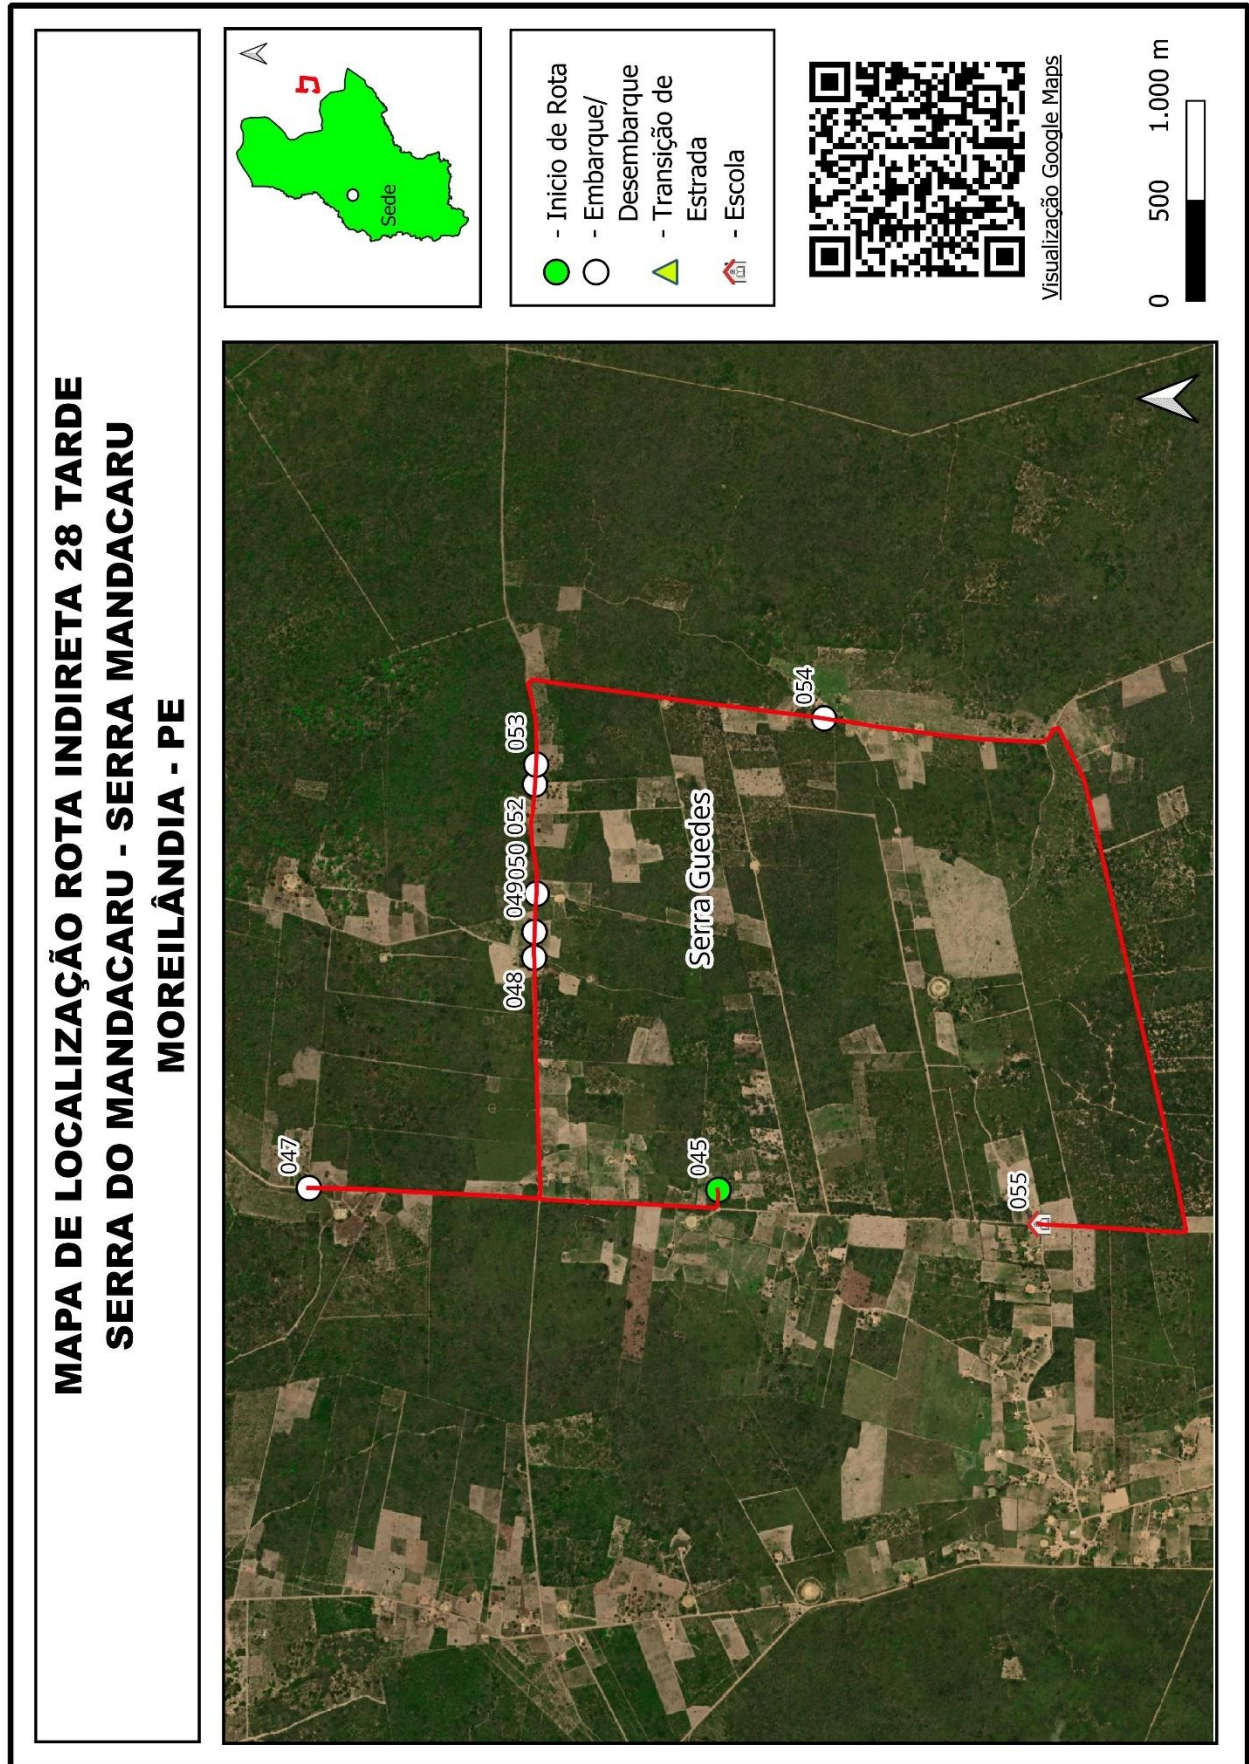 MAPA DE LOCALIZAÇÃO ROTA INDIRETA 28 TARDE
SERRA DO MANDACARU - SERRA MANDACARU
MOREILÂNDIA - PE
Sede
- Inicio de Rota
- Embarque/
Desembarque
- Transição de
Estrada
- Escola
Visualização Google Maps
0 500 1.000 m
047
048
049
050
052
053
045
Serra Guedes
054
055